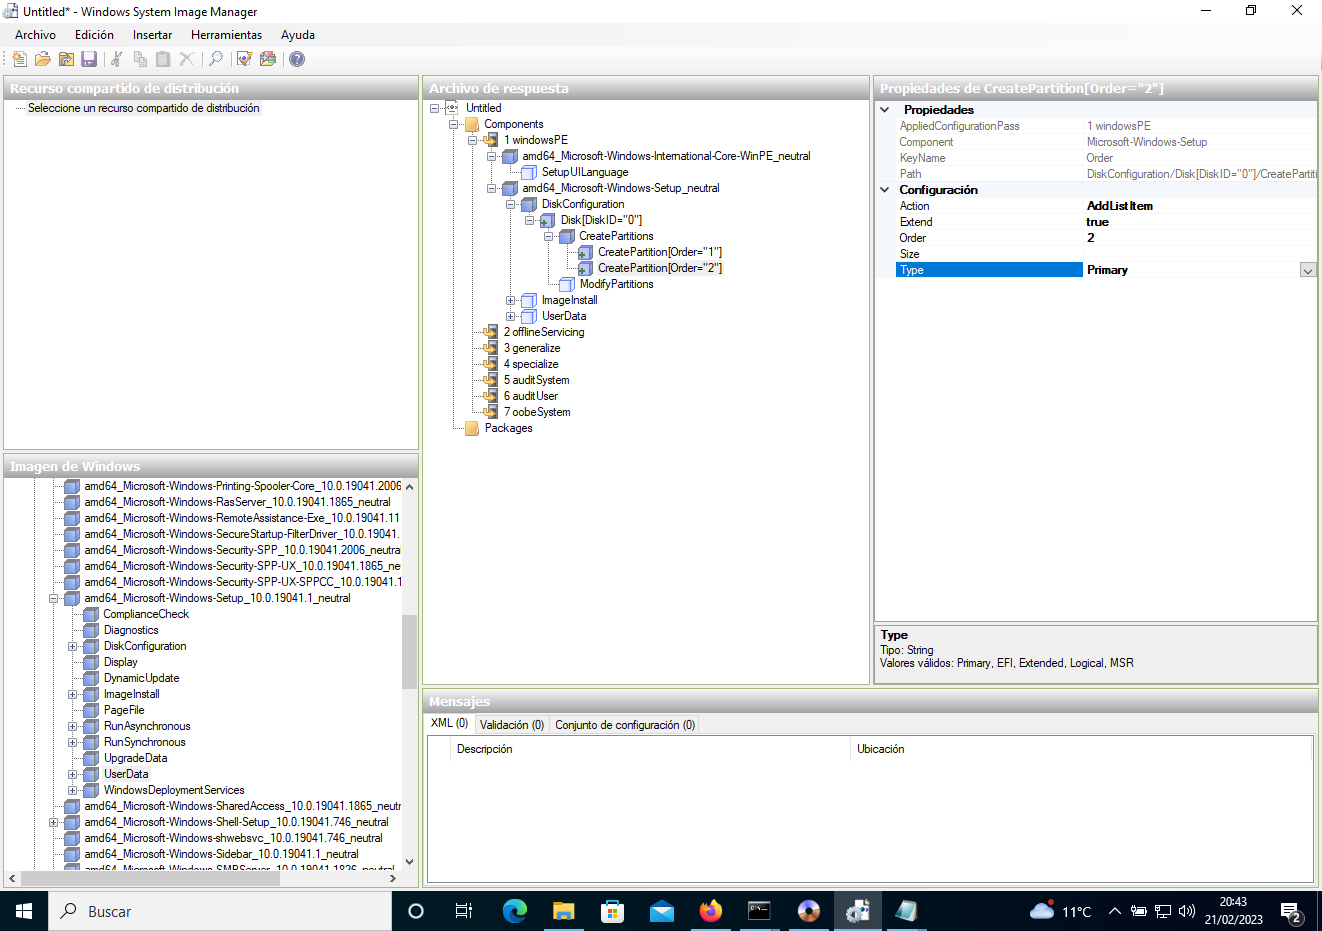 Untitled* - Windows System Image Manager
Archivo Edición Insertar Herramientas Ayuda
Recurso compartido de distribución
Seleccione un recurso compartido de distribución
Imagen de Windows
amd64_Microsoft-Windows-Printing-Spooler-Core_10.0.19041.2006
amd64_Microsoft-Windows-RasServer_10.0.19041.1865_neutral
amd64_Microsoft-Windows-RemoteAssistance-Exe_10.0.19041.11
amd64_Microsoft-Windows-SecureStartup-FilterDriver_10.0.19041.
amd64_Microsoft-Windows-Security-SPP_10.0.19041.2006_neutra
amd64_Microsoft-Windows-Security-SPP-UX_10.0.19041.1865_ne
amd64_Microsoft-Windows-Security-SPP-UX-SPPCC_10.0.19041.1
amd64_Microsoft-Windows-Setup_10.0.19041.1_neutral
ComplianceCheck
Diagnostics
DiskConfiguration
Display
DynamicUpdate
ImageInstall
PageFile
RunAsynchronous
RunSynchronous
UpgradeData
UserData
WindowsDeploymentServices
amd64_Microsoft-Windows-SharedAccess_10.0.19041.1865_neutr
amd64_Microsoft-Windows-Shell-Setup_10.0.19041.746_neutral
amd64_Microsoft-Windows-shwebsvc_10.0.19041.746_neutral
amd64_Microsoft-Windows-Sidebar_10.0.19041.1_neutral
amd64_Microsoft-Windows-SMBServer_10.0.19041.1826_neutral
Archivo de respuesta
Untitled
Components
1 windowsPE
amd64_Microsoft-Windows-International-Core-WinPE_neutral
SetupUILanguage
amd64_Microsoft-Windows-Setup_neutral
DiskConfiguration
Disk[DiskID="0"]
CreatePartitions
CreatePartition[Order="1"]
CreatePartition[Order="2"]
ModifyPartitions
ImageInstall
UserData
2 offlineServicing
3 generalize
4 specialize
5 auditSystem
6 auditUser
7 oobeSystem
Packages
Propiedades de CreatePartition[Order="2"]
Propiedades
AppliedConfigurationPass 1 windowsPE
Component Microsoft-Windows-Setup
KeyName Order
Path DiskConfiguration/Disk[DiskID="0"]/CreatePartiti
Configuración
Action AddListItem
Extend true
Order 2
Size
Type Primary
Type
Tipo: String
Valores válidos: Primary, EFI, Extended, Logical, MSR
Mensajes
XML (0) Validación (0) Conjunto de configuración (0)
Descripción Ubicación
Buscar
11°C
20:43
21/02/2023
2